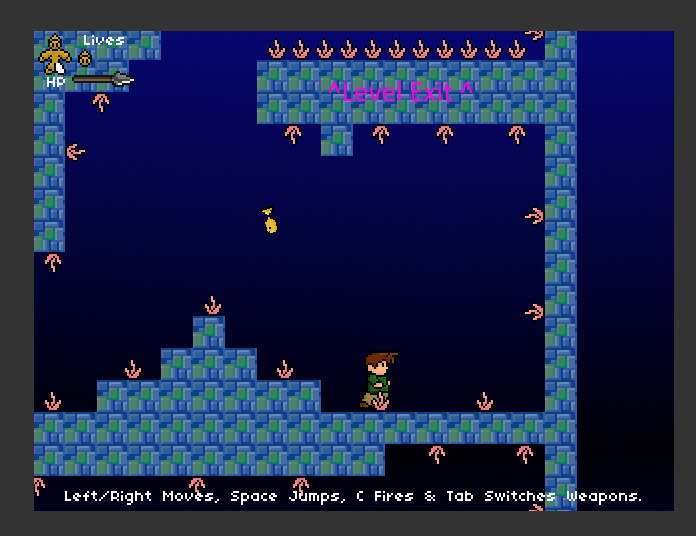 Lives
HP
^Level Exit ^
Left/Right Moves, Space Jumps, C Fires & Tab Switches Weapons.